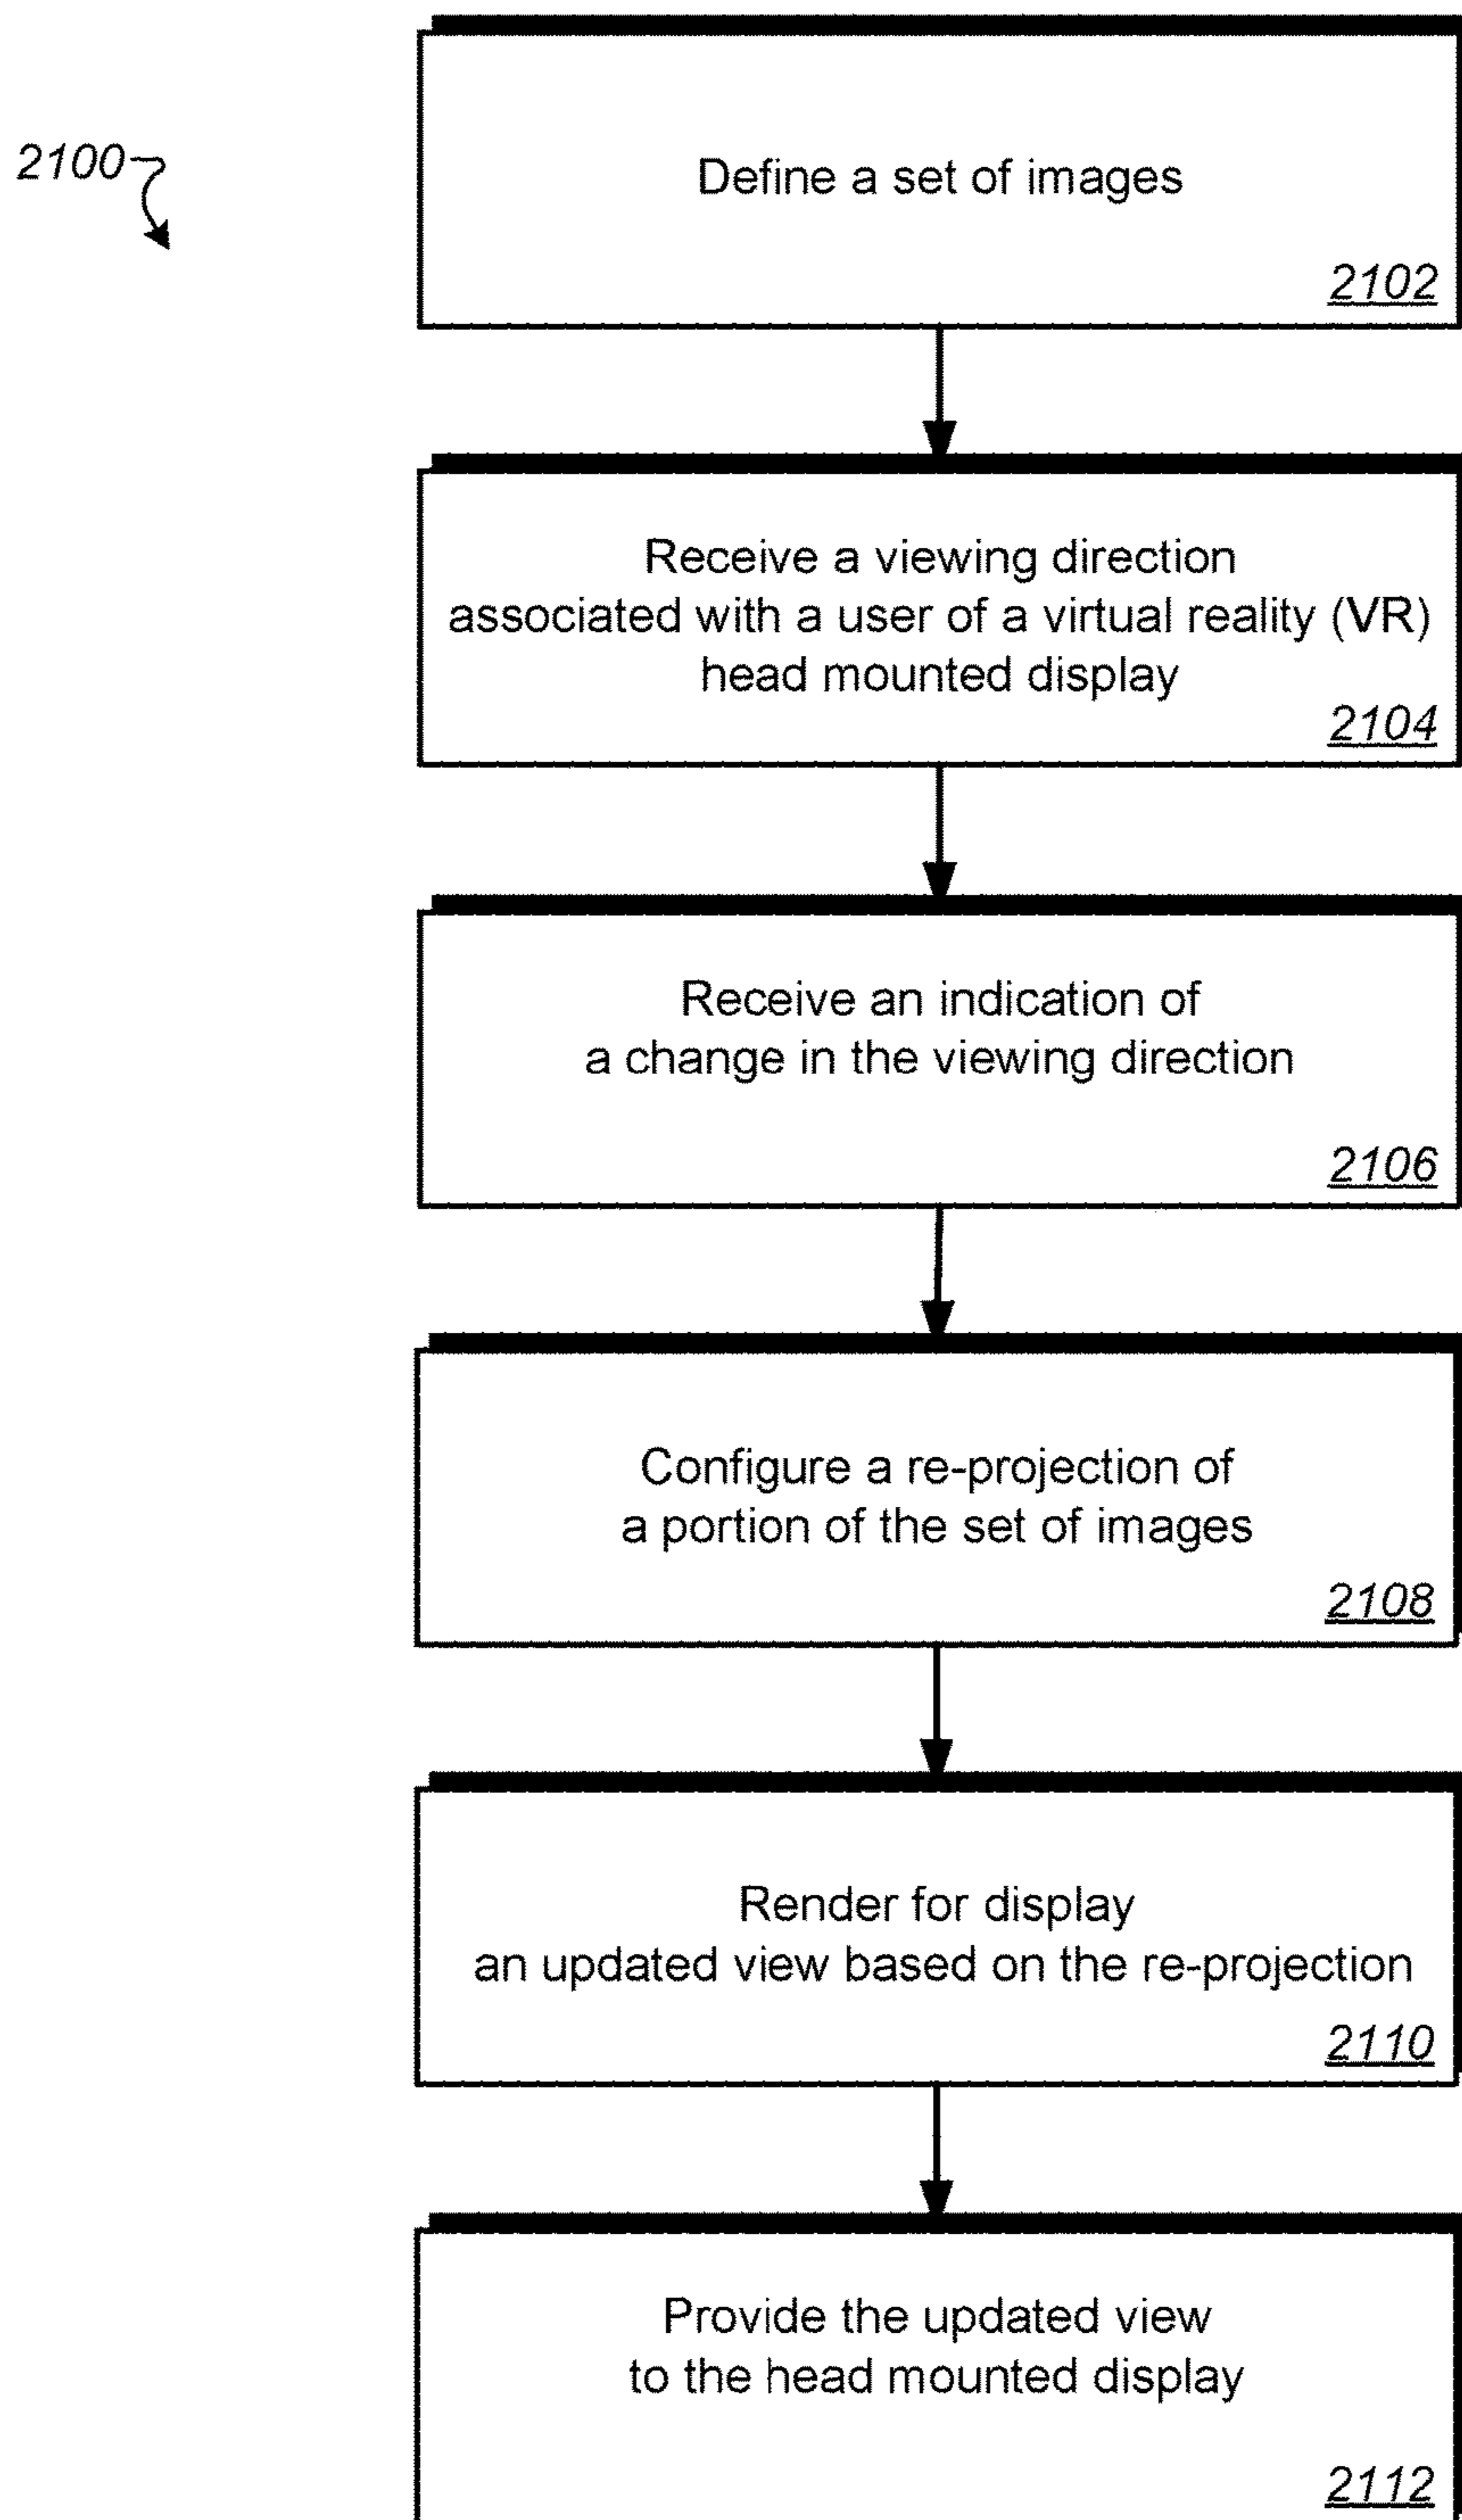 2100
Define a set of images
2102
Receive a viewing direction
associated with a user of a virtual reality (VR)
head mounted display
2104
Receive an indication of
a change in the viewing direction
2106
Configure a re-projection of
a portion of the set of images
2108
Render for display
an updated view based on the re-projection
2110
Provide the updated view
to the head mounted display
2112